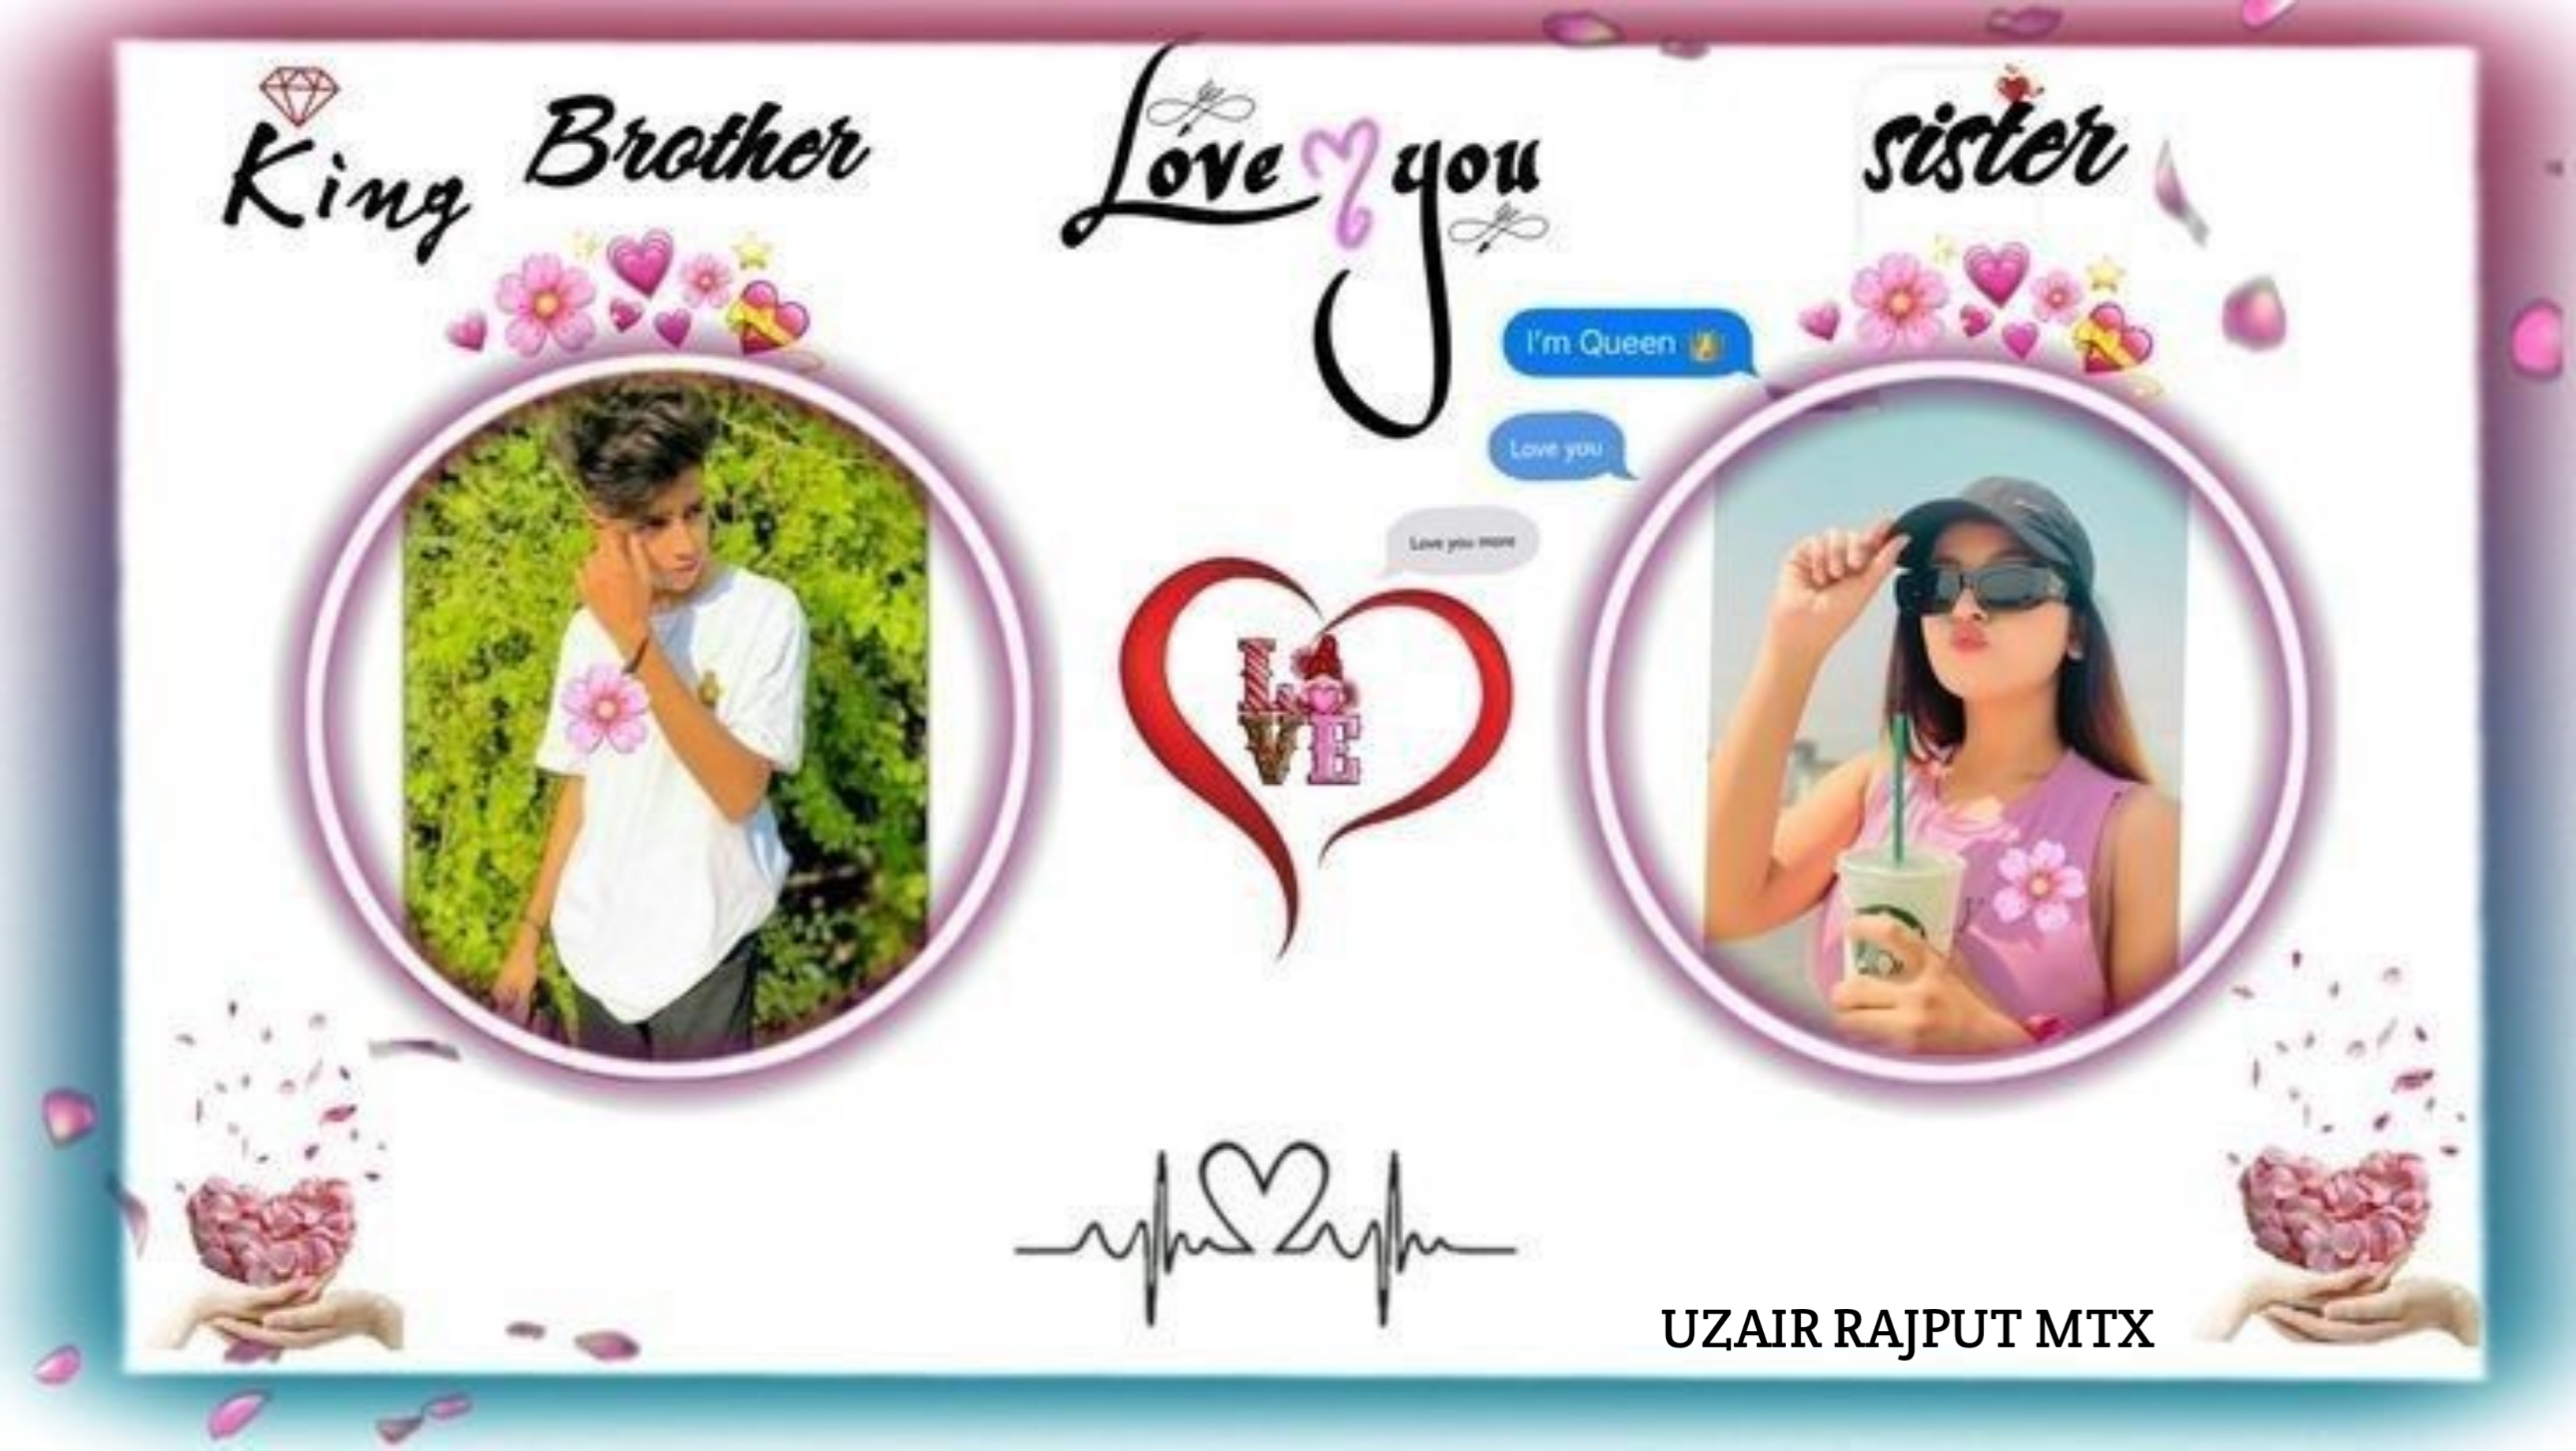 King
Brother
Love you
sister
I'm Queen 👸
Love you
Love you more
LOVE
UZAIR RAJPUT MTX